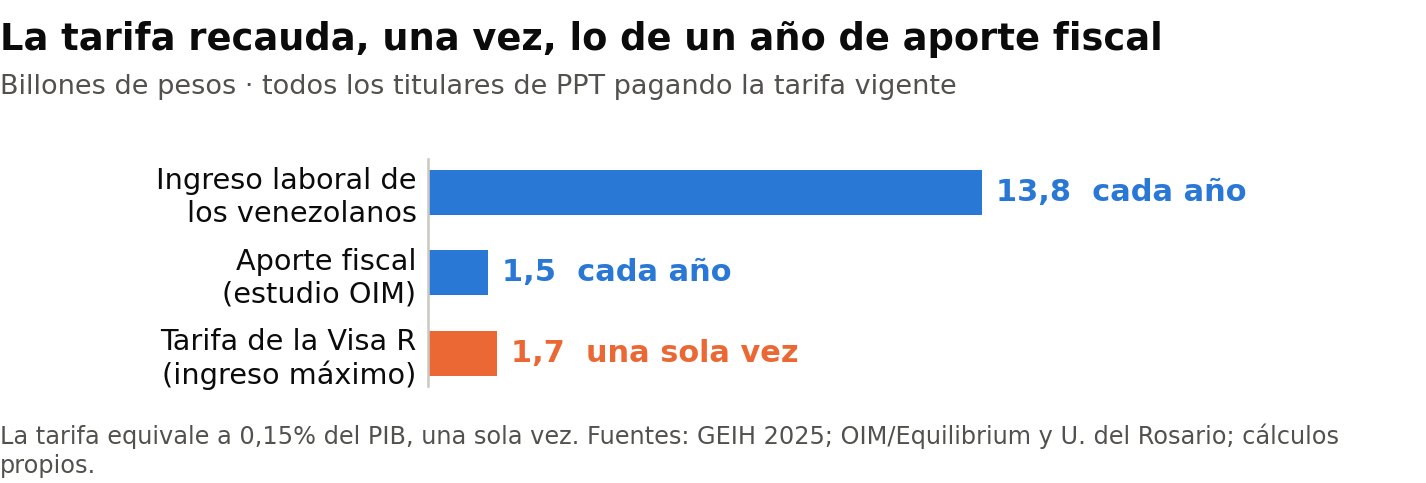 La tarifa recauda, una vez, lo de un año de aporte fiscal
Billones de pesos · todos los titulares de PPT pagando la tarifa vigente
Ingreso laboral de
los venezolanos
13,8 cada año
Aporte fiscal
(estudio OIM)
1,5 cada año
Tarifa de la Visa R
(ingreso máximo)
1,7 una sola vez
La tarifa equivale a 0,15% del PIB, una sola vez. Fuentes: GEIH 2025; OIM/Equilibrium y U. del Rosario; cálculos
propios.